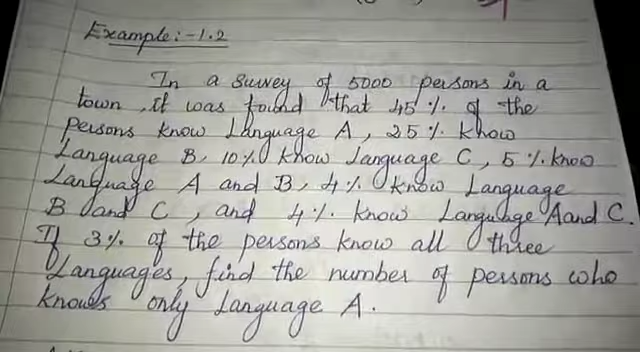 Example:-1.2
In a survey of 5000 persons in a
town, it was found that 45% of the
persons know Language A, 25% know
Language B, 10% know Language C, 5% know
Language A and B, 4% know Language
B and C, and 4% know Language A and C.
If 3% of the persons know all three
Languages, find the number of persons who
knows only Language A.